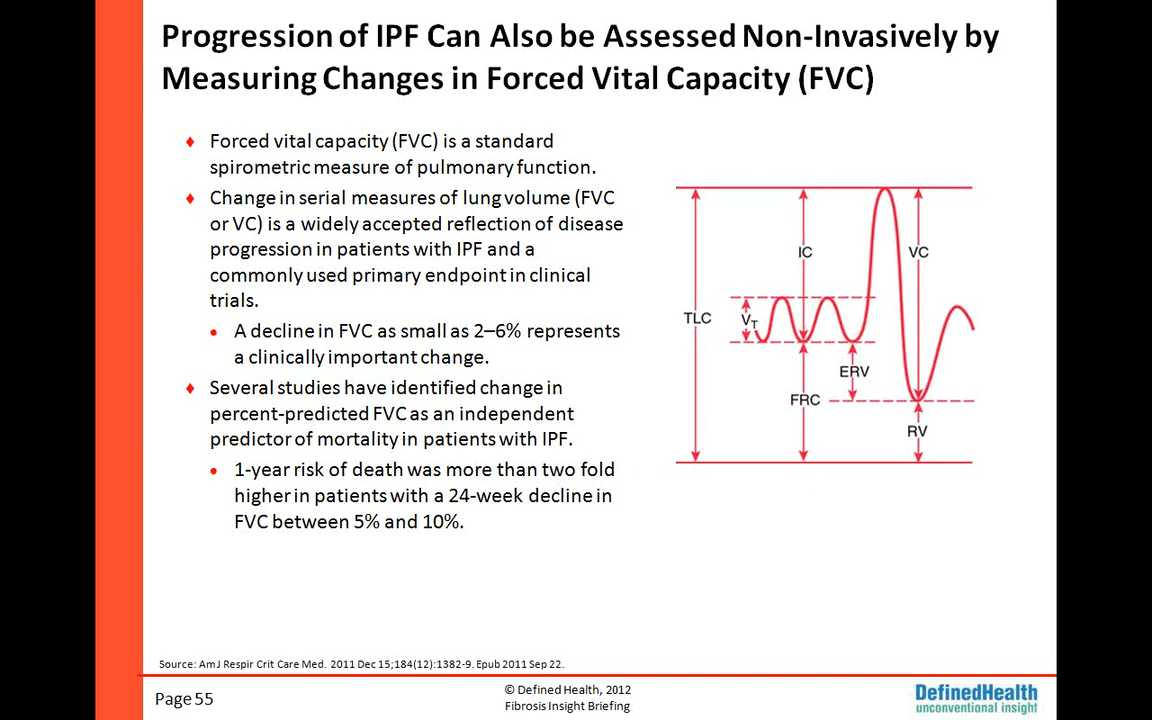 Progression of IPF Can Also be Assessed Non-Invasively by
Measuring Changes in Forced Vital Capacity (FVC)
Forced vital capacity (FVC) is a standard
spirometric measure of pulmonary function.
Change in serial measures of lung volume (FVC
or VC) is a widely accepted reflection of disease
progression in patients with IPF and a
commonly used primary endpoint in clinical
trials.
A decline in FVC as small as 2–6% represents
a clinically important change.
Several studies have identified change in
percent-predicted FVC as an independent
predictor of mortality in patients with IPF.
1-year risk of death was more than two fold
higher in patients with a 24-week decline in
FVC between 5% and 10%.
IC
VC
TLC
VT
ERV
FRC
RV
Source: Am J Respir Crit Care Med. 2011 Dec 15;184(12):1382-9. Epub 2011 Sep 22.
Page 55
© Defined Health, 2012
Fibrosis Insight Briefing
DefinedHealth
unconventional insight